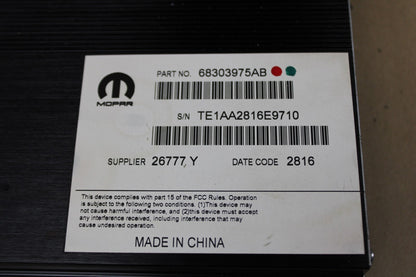 PART NO. 68303975AB
MOPAR
S/N TE1AA2816E9710
SUPPLIER 26777, Y DATE CODE 2816
This device complies with part 15 of the FCC Rules. Operation
is subject to the following two conditions. (1)This device may
not cause harmful interference, and (2)this device must accept
any interference received, including interference that may
cause undesired operation.
MADE IN CHINA